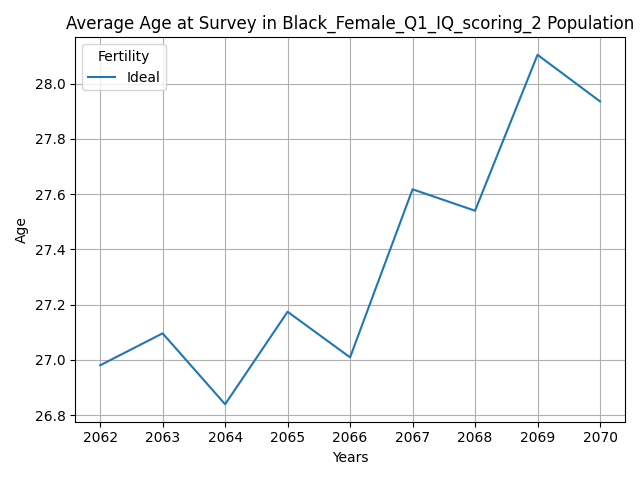 Average Age at Survey in Black_Female_Q1_IQ_scoring_2 Population
Fertility
Ideal
28.0
27.8
27.6
27.4
27.2
27.0
26.8
Age
2062 2063 2064 2065 2066 2067 2068 2069 2070
Years